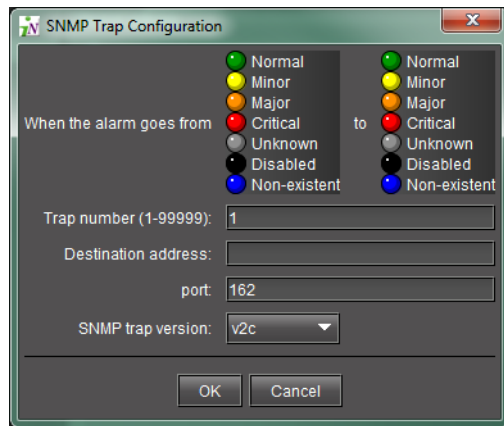 iN SNMP Trap Configuration
Normal Normal
Minor Minor
Major Major
When the alarm goes from Critical to Critical
Unknown Unknown
Disabled Disabled
Non-existent Non-existent
Trap number (1-99999): 1
Destination address:
port: 162
SNMP trap version: v2c
OK Cancel